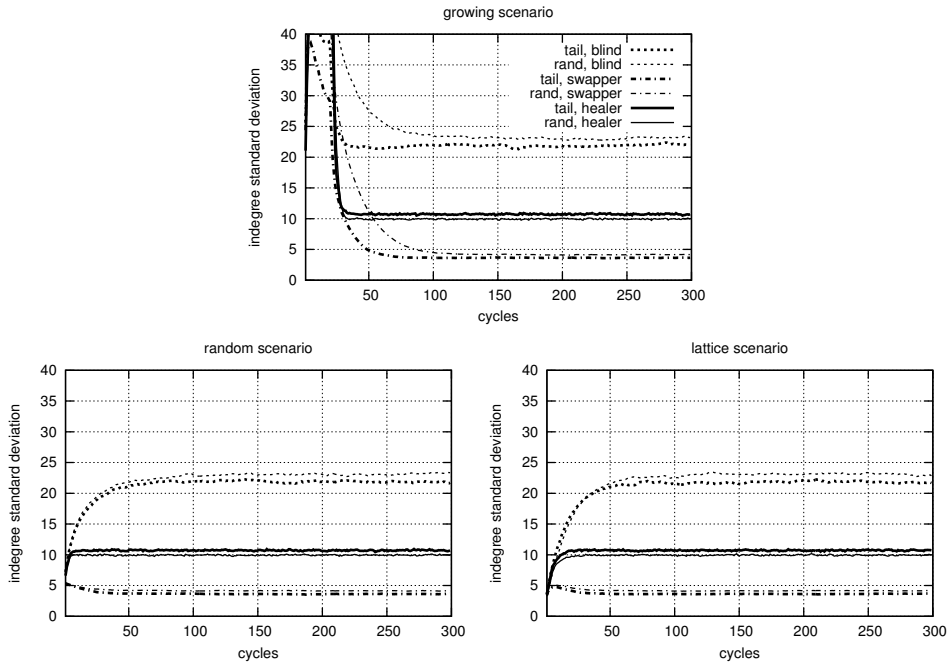 growing scenario
indegree standard deviation
40
35
30
25
20
15
10
5
0
tail, blind
rand, blind
tail, swapper
rand, swapper
tail, healer
rand, healer
50 100 150 200 250 300
cycles
random scenario
indegree standard deviation
40
35
30
25
20
15
10
5
0
50 100 150 200 250 300
cycles
lattice scenario
indegree standard deviation
40
35
30
25
20
15
10
5
0
50 100 150 200 250 300
cycles